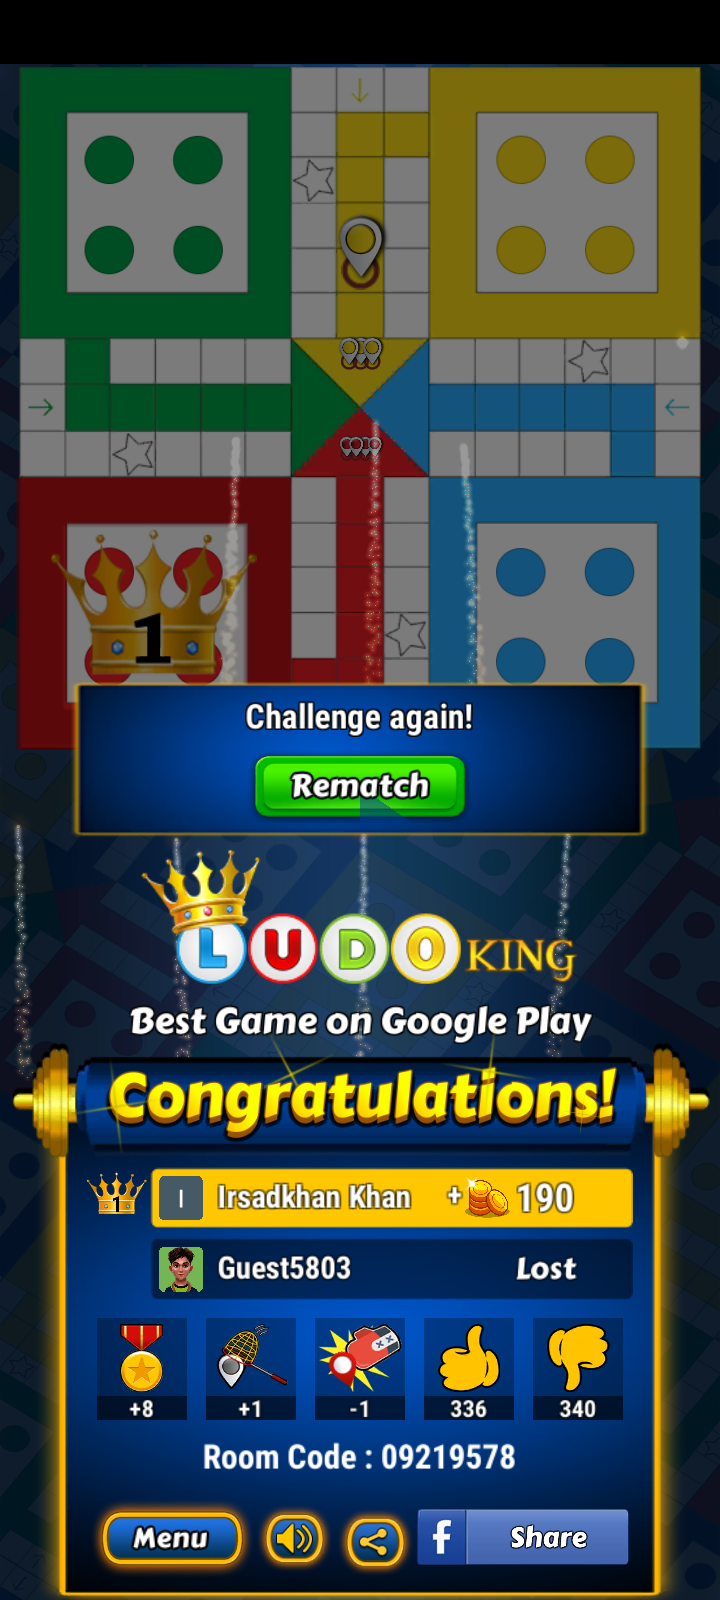 1
Challenge again!
Rematch
LUDO KING
Best Game on Google Play
Congratulations!
1 I Irsadkhan Khan + 190
Guest5803 Lost
+8 +1 -1 336 340
Room Code : 09219578
Menu f Share